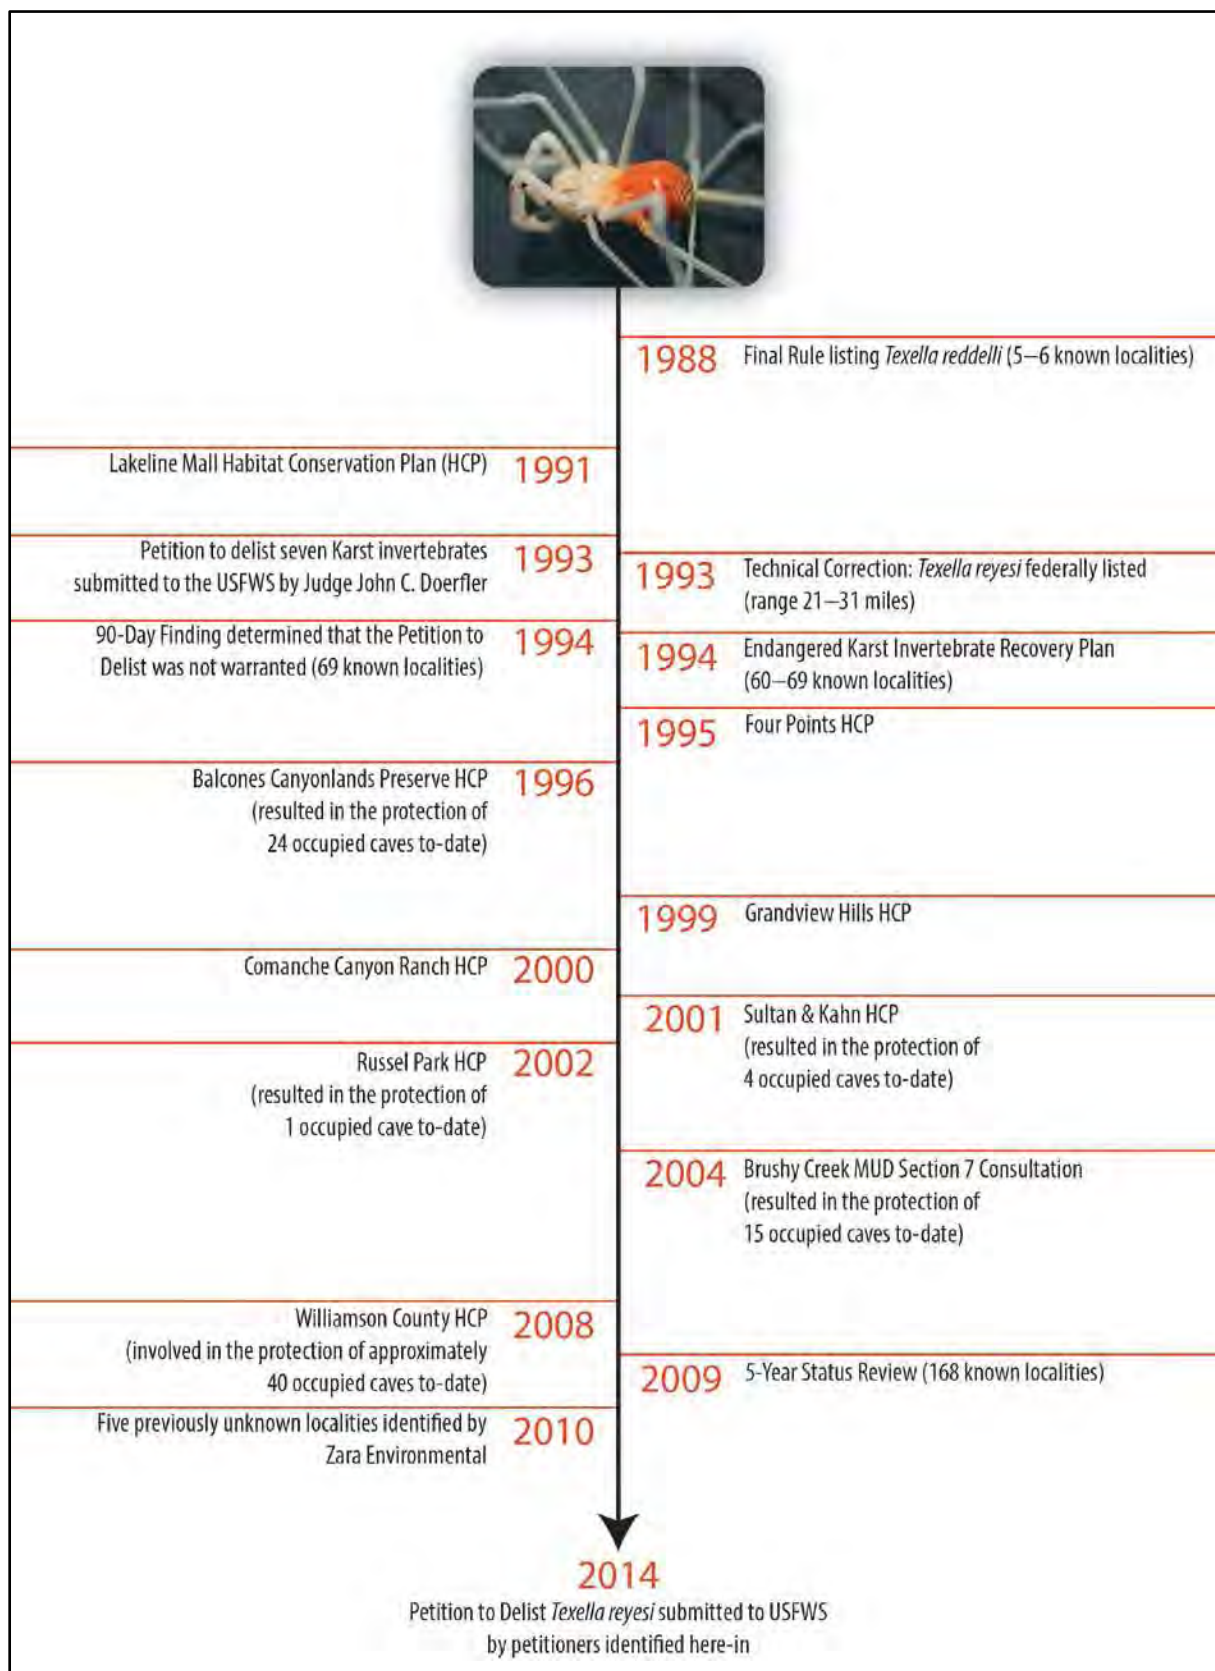 1988 Final Rule listing Texella reddelli (5–6 known localities)
Lakeline Mall Habitat Conservation Plan (HCP) 1991
Petition to delist seven Karst invertebrates
submitted to the USFWS by Judge John C. Doerfler
1993
1993 Technical Correction: Texella reyesi federally listed
(range 21–31 miles)
90-Day Finding determined that the Petition to
Delist was not warranted (69 known localities)
1994
1994 Endangered Karst Invertebrate Recovery Plan
(60–69 known localities)
1995 Four Points HCP
Balcones Canyonlands Preserve HCP 1996
(resulted in the protection of
24 occupied caves to-date)
1999 Grandview Hills HCP
Comanche Canyon Ranch HCP 2000
2001 Sultan & Kahn HCP
(resulted in the protection of
4 occupied caves to-date)
Russel Park HCP 2002
(resulted in the protection of
1 occupied cave to-date)
2004 Brushy Creek MUD Section 7 Consultation
(resulted in the protection of
15 occupied caves to-date)
Williamson County HCP 2008
(involved in the protection of approximately
40 occupied caves to-date)
2009 5-Year Status Review (168 known localities)
Five previously unknown localities identified by 2010
Zara Environmental
2014
Petition to Delist Texella reyesi submitted to USFWS
by petitioners identified here-in